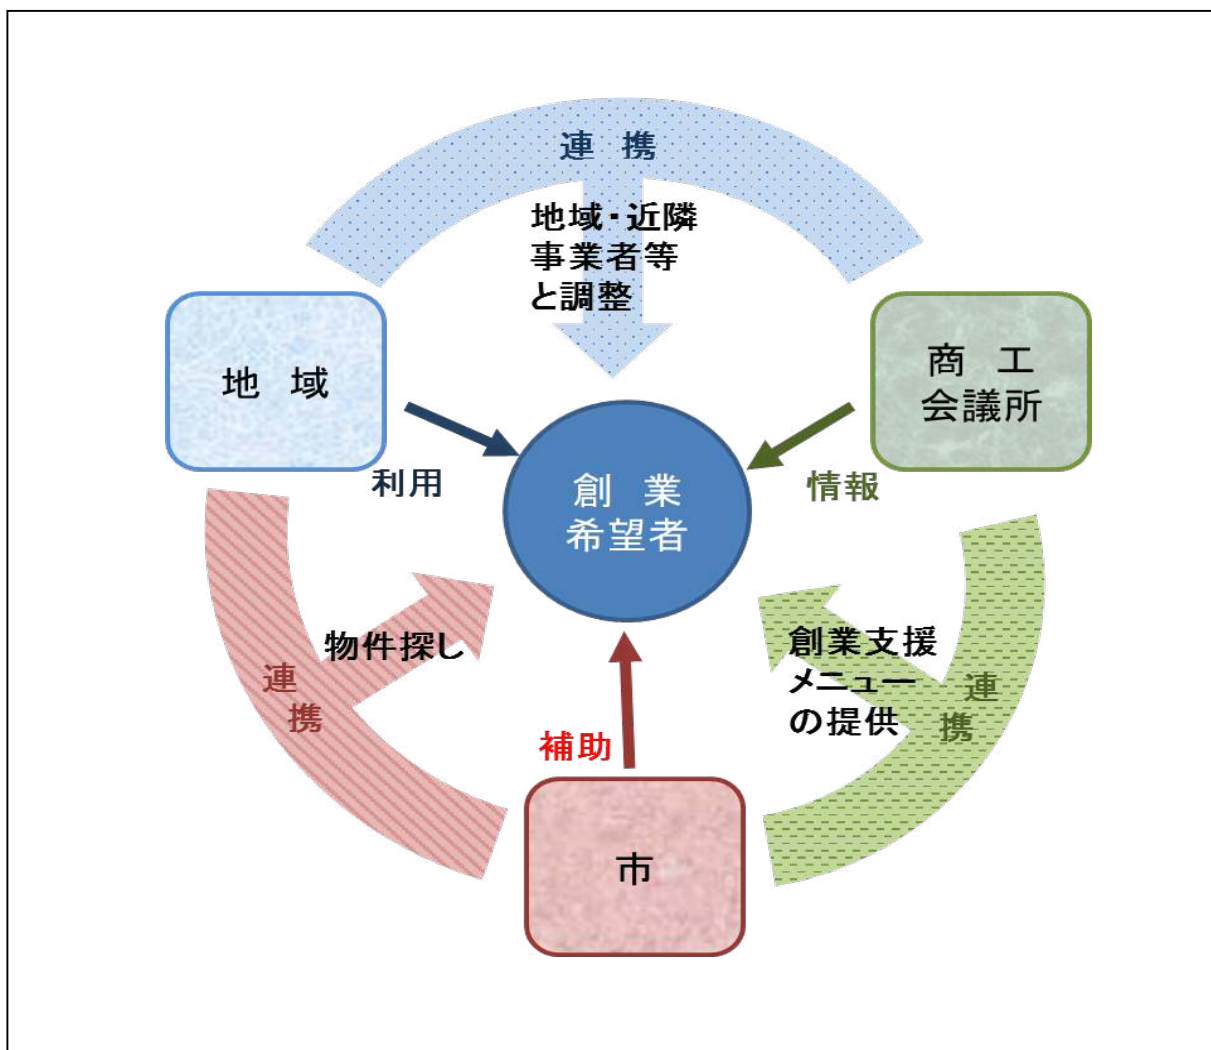 連 携
地域・近隣
事業者等
と調整
地 域
商 工
会議所
利用
情報
創 業
希望者
物件探し
連
携
創業支援
メニュー
の提供
連
携
補助
市